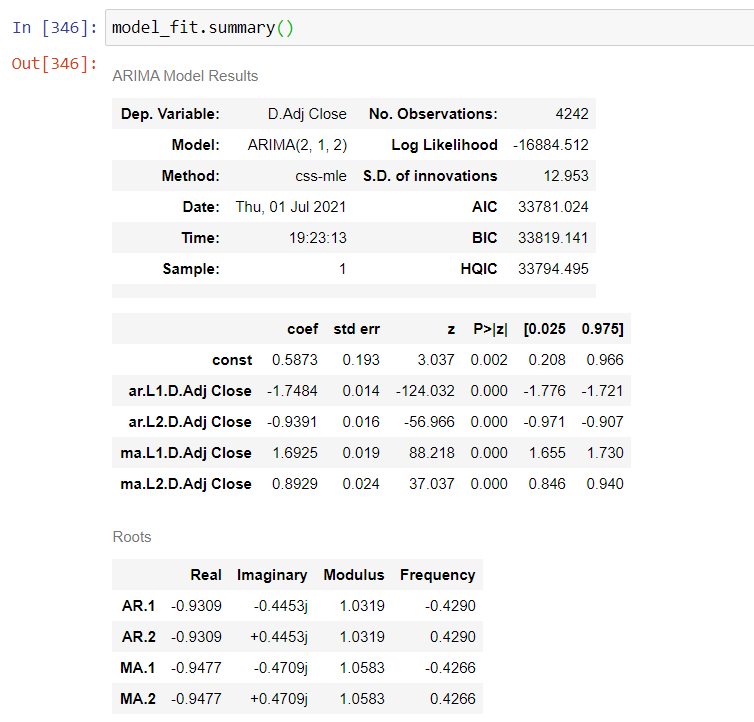 In [346]: model_fit.summary()
Out[346]:
ARIMA Model Results
Dep. Variable: D.Adj Close No. Observations: 4242
Model: ARIMA(2, 1, 2) Log Likelihood -16884.512
Method: css-mle S.D. of innovations 12.953
Date: Thu, 01 Jul 2021 AIC 33781.024
Time: 19:23:13 BIC 33819.141
Sample: 1 HQIC 33794.495
coef std err z P>|z| [0.025 0.975]
const 0.5873 0.193 3.037 0.002 0.208 0.966
ar.L1.D.Adj Close -1.7484 0.014 -124.032 0.000 -1.776 -1.721
ar.L2.D.Adj Close -0.9391 0.016 -56.966 0.000 -0.971 -0.907
ma.L1.D.Adj Close 1.6925 0.019 88.218 0.000 1.655 1.730
ma.L2.D.Adj Close 0.8929 0.024 37.037 0.000 0.846 0.940
Roots
Real Imaginary Modulus Frequency
AR.1 -0.9309 -0.4453j 1.0319 -0.4290
AR.2 -0.9309 +0.4453j 1.0319 0.4290
MA.1 -0.9477 -0.4709j 1.0583 -0.4266
MA.2 -0.9477 +0.4709j 1.0583 0.4266